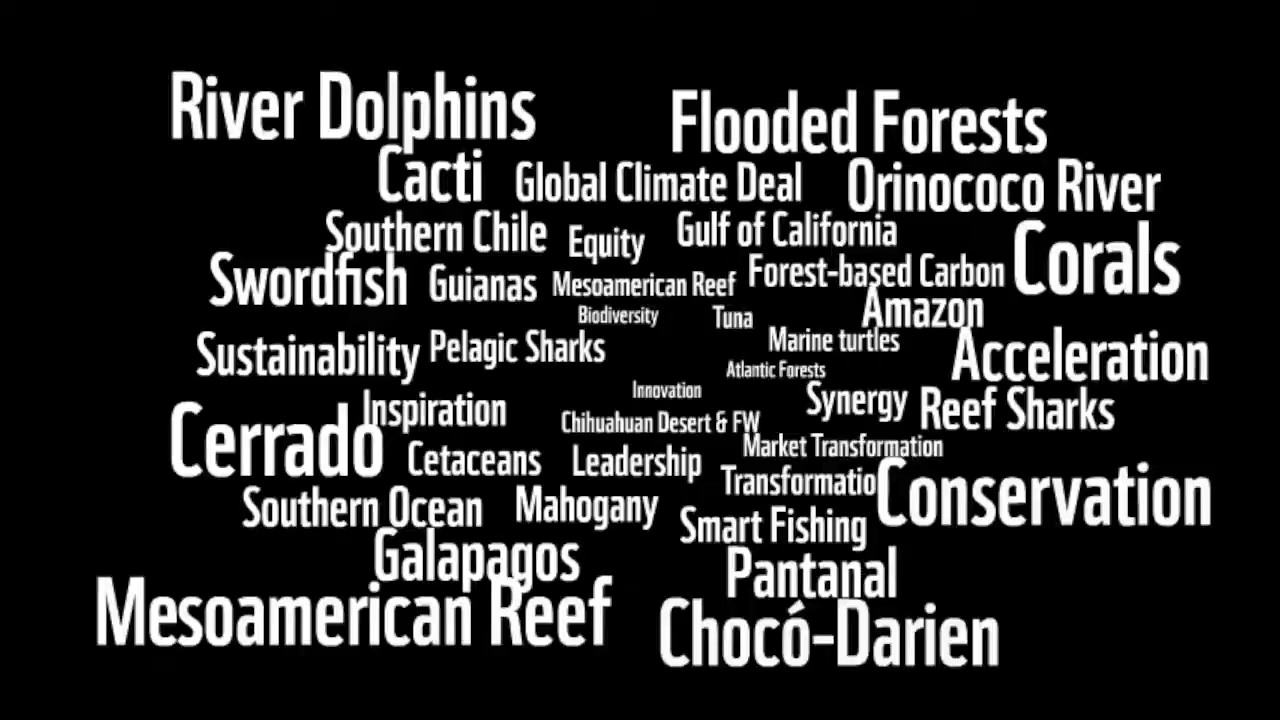 River Dolphins
Flooded Forests
Cacti
Global Climate Deal
Orinococo River
Southern Chile
Equity
Gulf of California
Corals
Swordfish
Guianas
Mesoamerican Reef
Forest-based Carbon
Biodiversity
Tuna
Amazon
Sustainability
Pelagic Sharks
Marine turtles
Acceleration
Atlantic Forests
Innovation
Inspiration
Synergy
Reef Sharks
Cerrado
Chihuahuan Desert & FW
Cetaceans
Leadership
Market Transformation
Transformatio
Conservation
Southern Ocean
Mahogany
Smart Fishing
Galapagos
Pantanal
Mesoamerican Reef
Chocó-Darien